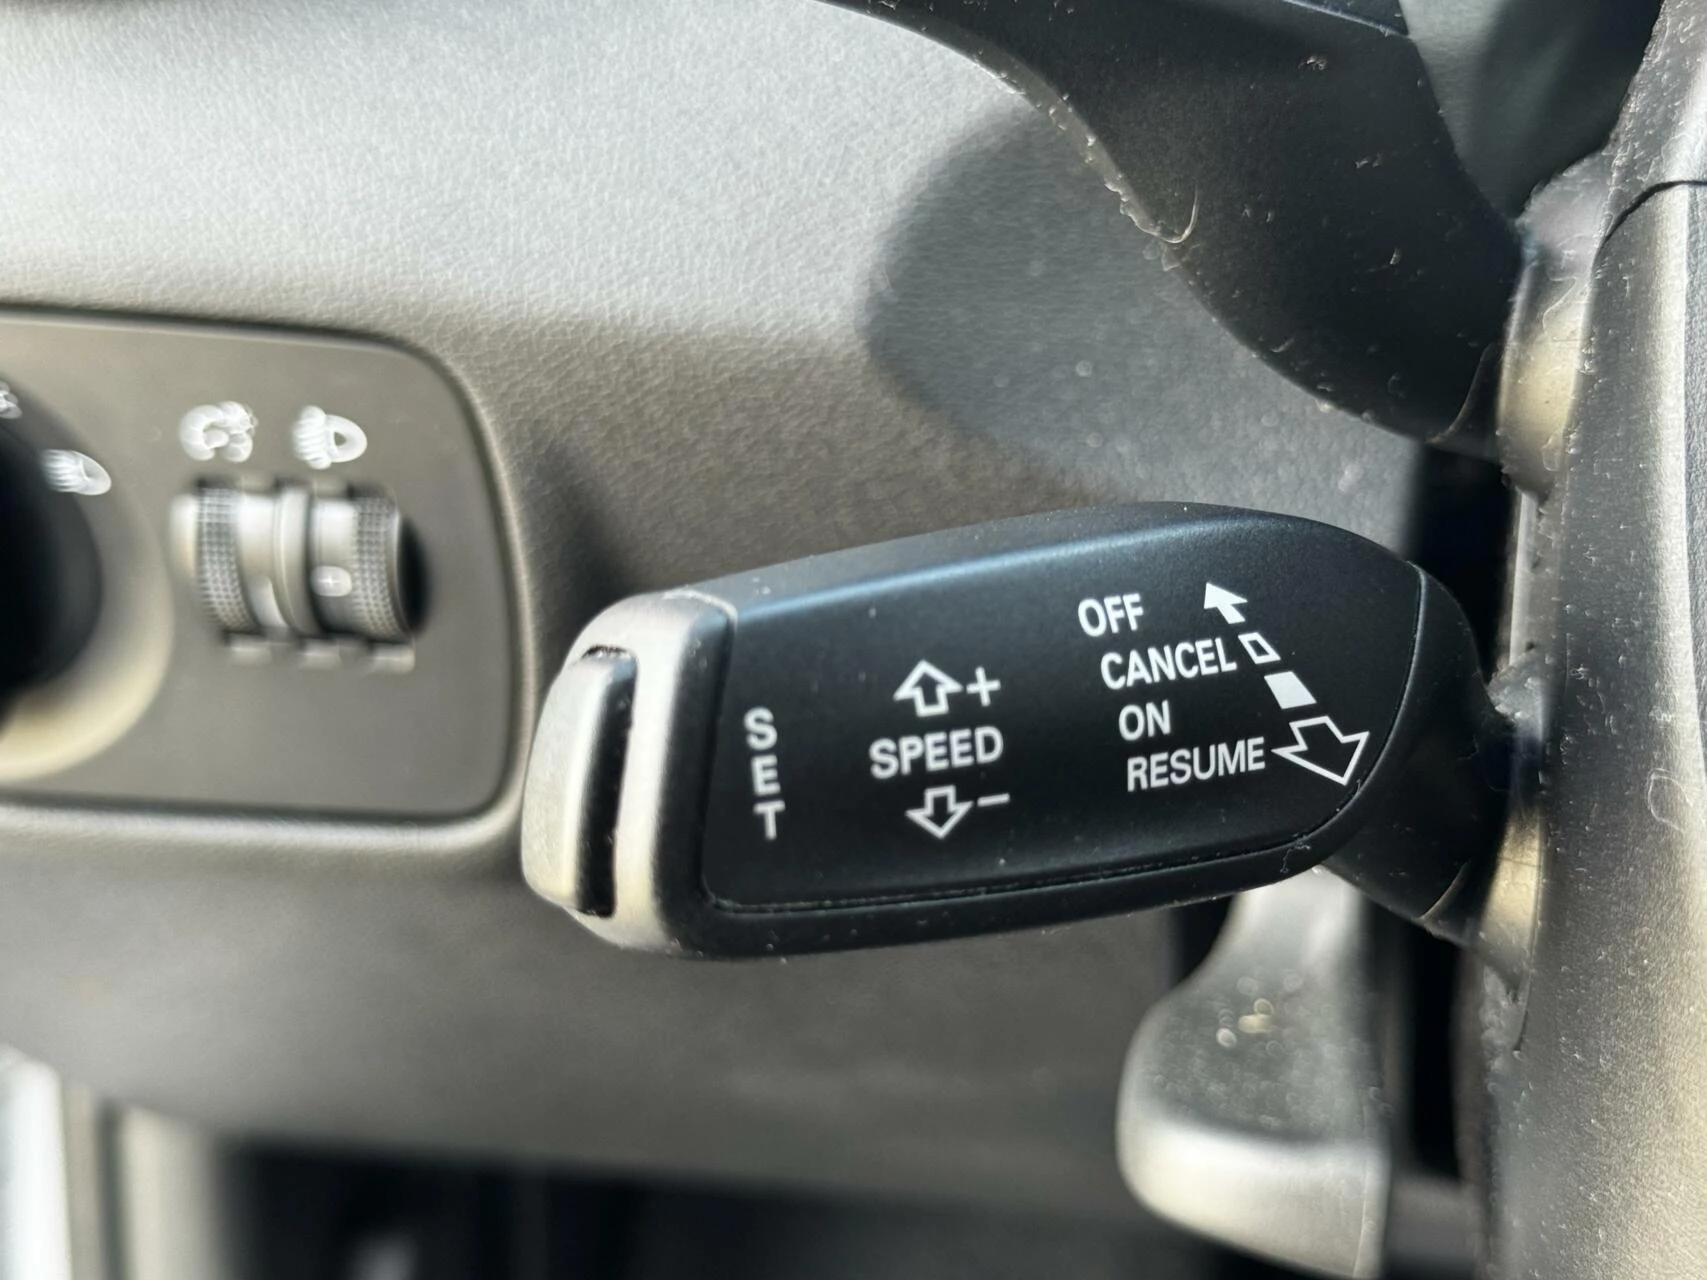 OFF
CANCEL
ON
RESUME
+
SPEED
−
SET
+